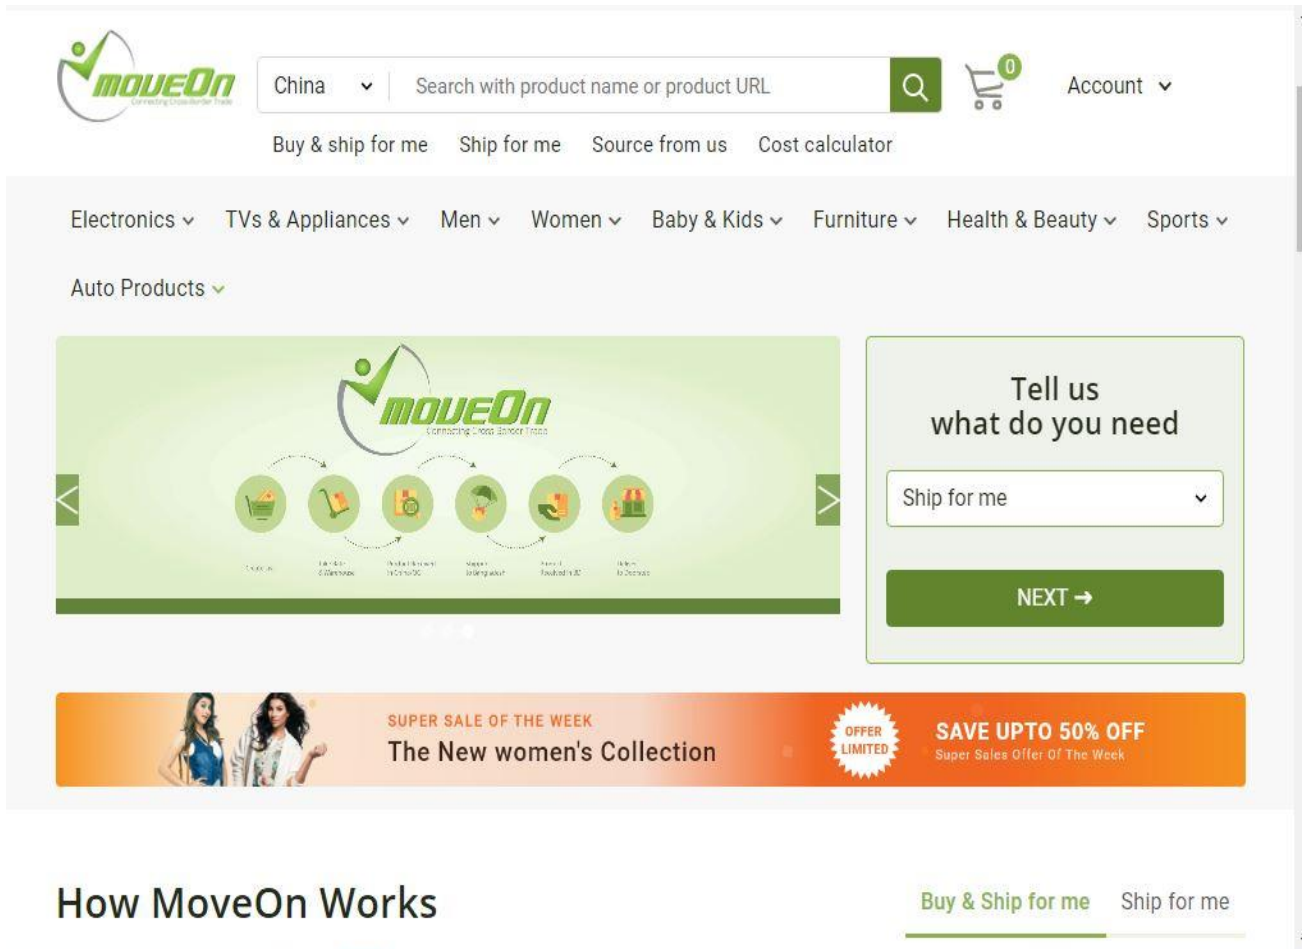 moveOn
Connecting Cross-Border Trade
China
Search with product name or product URL
0
Account
Buy & ship for me
Ship for me
Source from us
Cost calculator
Electronics
TVs & Appliances
Men
Women
Baby & Kids
Furniture
Health & Beauty
Sports
Auto Products
moveOn
Connecting Cross Border Trade
Tell us
what do you need
Ship for me
NEXT →
SUPER SALE OF THE WEEK
The New women's Collection
OFFER
LIMITED
SAVE UPTO 50% OFF
Super Sales Offer Of The Week
How MoveOn Works
Buy & Ship for me
Ship for me